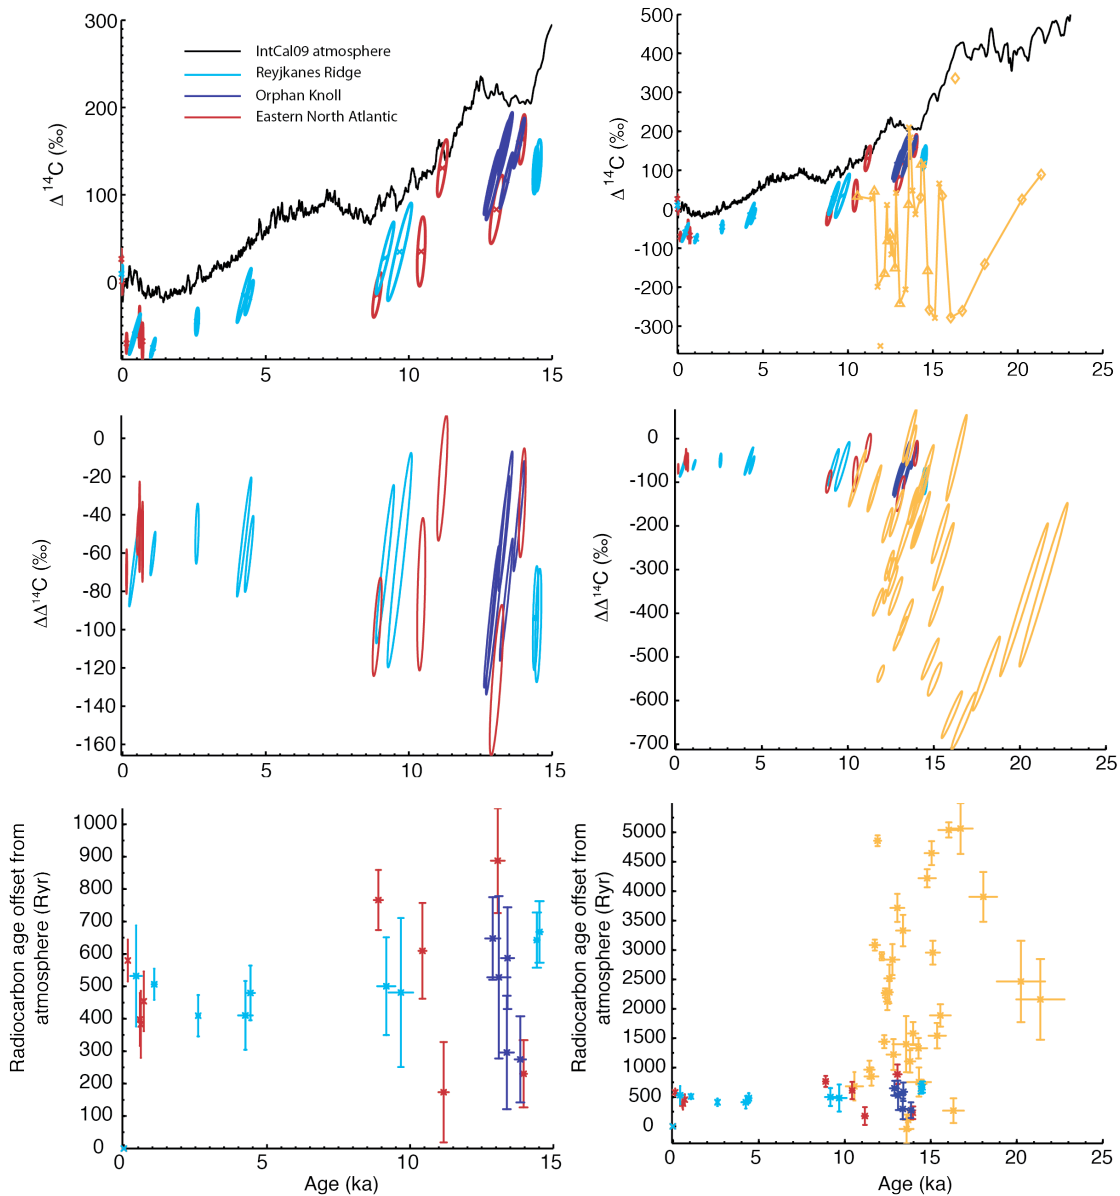 300
200
100
0
Δ ¹⁴C (‰)
IntCal09 atmosphere
Reyjkanes Ridge
Orphan Knoll
Eastern North Atlantic
0 5 10 15
500
400
300
200
100
0
-100
-200
-300
Δ ¹⁴C (‰)
0 5 10 15 20 25
0
-20
-40
-60
-80
-100
-120
-140
-160
ΔΔ¹⁴C (‰)
0 5 10 15
0
-100
-200
-300
-400
-500
-600
-700
ΔΔ¹⁴C (‰)
0 5 10 15 20 25
1000
900
800
700
600
500
400
300
200
100
0
Radiocarbon age offset from
atmosphere (Ryr)
0 5 10 15
Age (ka)
5000
4500
4000
3500
3000
2500
2000
1500
1000
500
0
Radiocarbon age offset from
atmosphere (Ryr)
0 5 10 15 20 25
Age (ka)